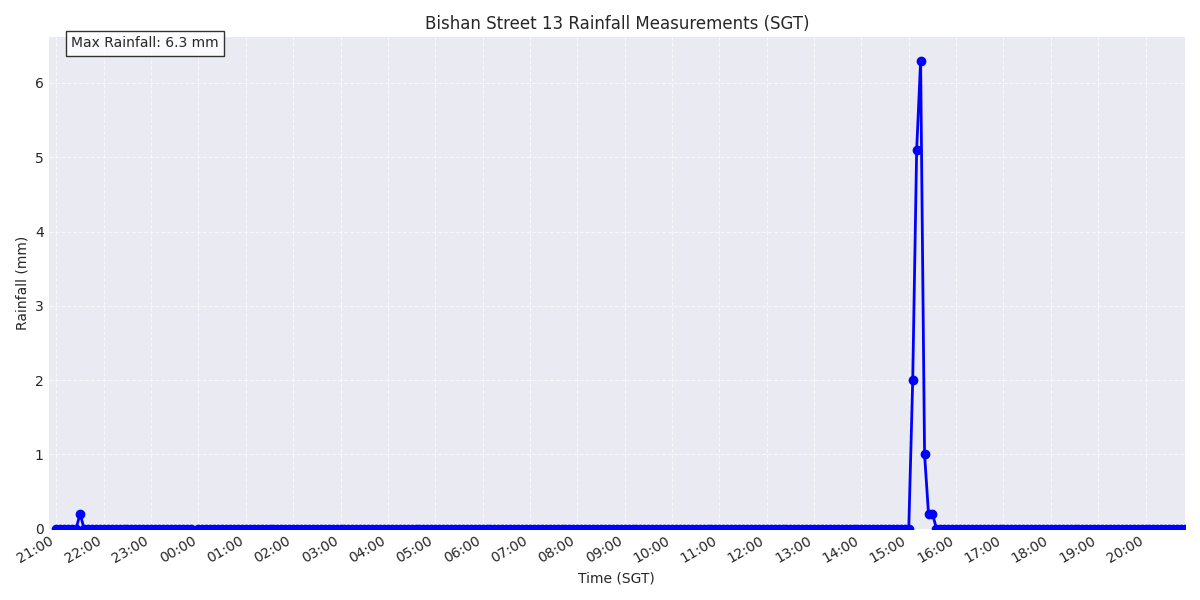 Bishan Street 13 Rainfall Measurements (SGT)
Max Rainfall: 6.3 mm
Rainfall (mm)
6
5
4
3
2
1
0
21:00 22:00 23:00 00:00 01:00 02:00 03:00 04:00 05:00 06:00 07:00 08:00 09:00 10:00 11:00 12:00 13:00 14:00 15:00 16:00 17:00 18:00 19:00 20:00
Time (SGT)